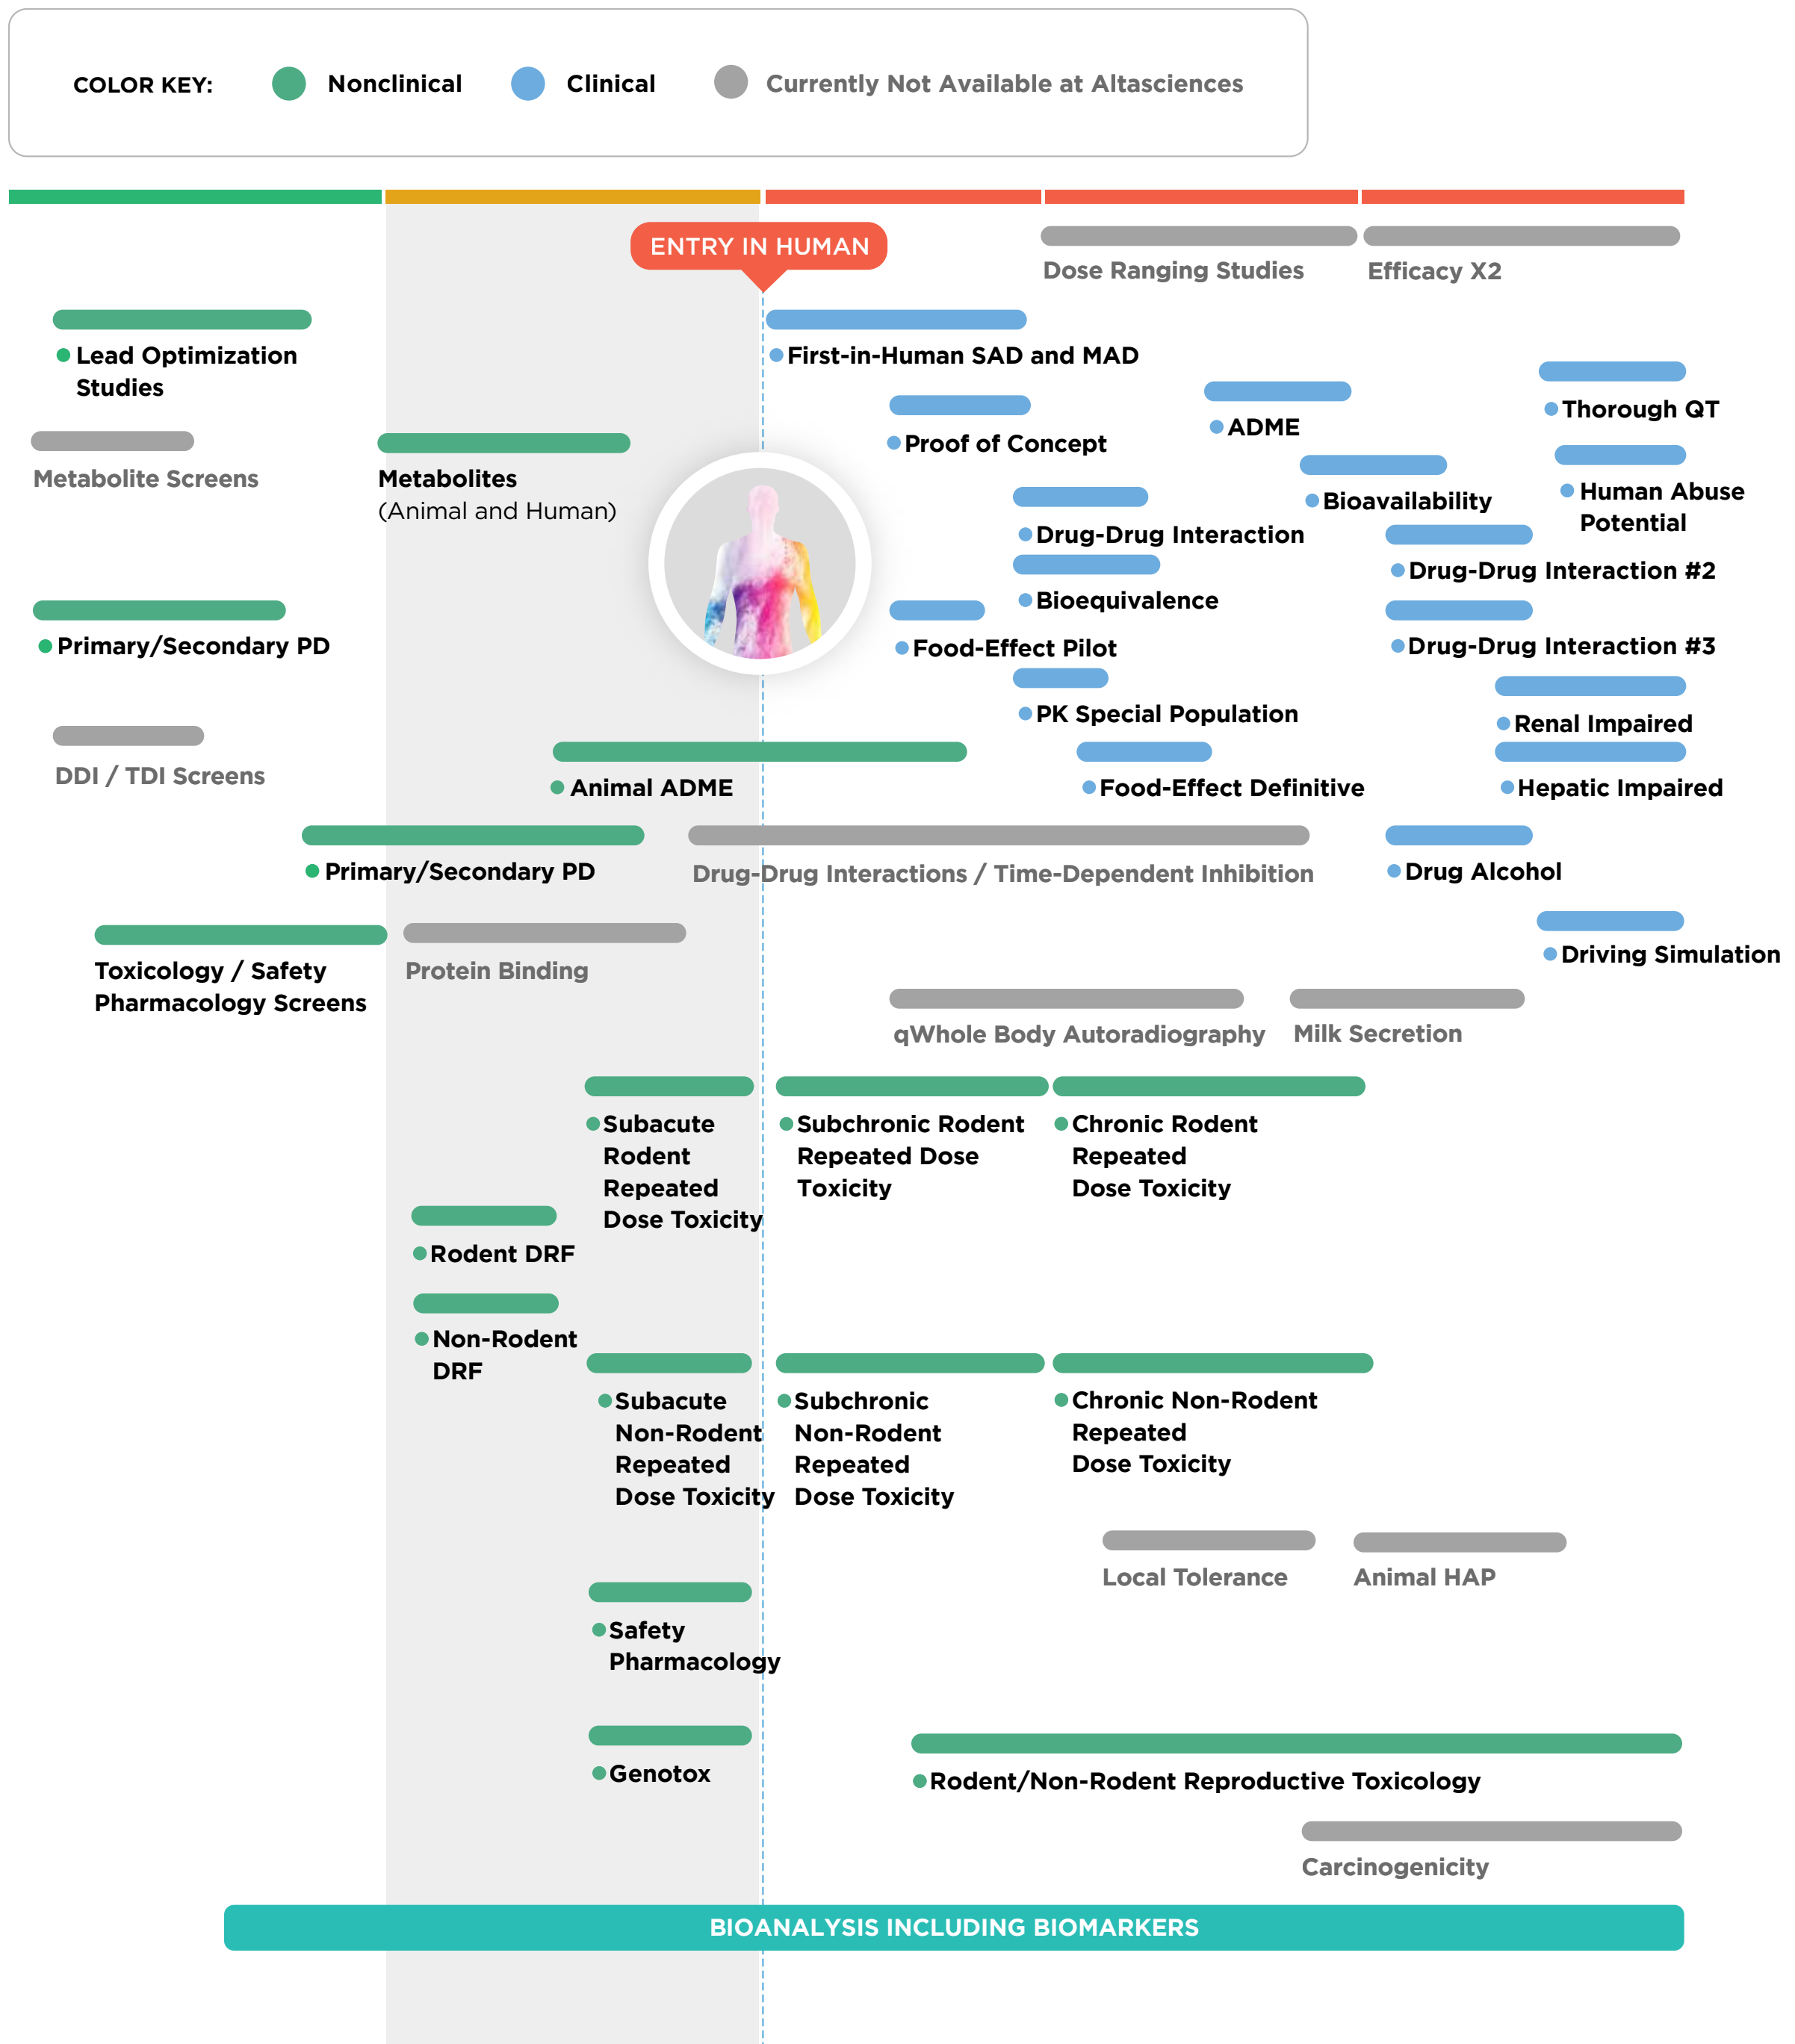 COLOR KEY:
Nonclinical
Clinical
Currently Not Available at Altasciences
ENTRY IN HUMAN
Dose Ranging Studies
Efficacy X2
Lead Optimization
Studies
First-in-Human SAD and MAD
Thorough QT
ADME
Proof of Concept
Metabolite Screens
Metabolites
(Animal and Human)
Bioavailability
Human Abuse
Potential
Drug-Drug Interaction
Drug-Drug Interaction #2
Bioequivalence
Primary/Secondary PD
Food-Effect Pilot
Drug-Drug Interaction #3
PK Special Population
Renal Impaired
DDI / TDI Screens
Animal ADME
Food-Effect Definitive
Hepatic Impaired
Primary/Secondary PD
Drug-Drug Interactions / Time-Dependent Inhibition
Drug Alcohol
Driving Simulation
Toxicology / Safety
Pharmacology Screens
Protein Binding
qWhole Body Autoradiography
Milk Secretion
Subacute
Rodent
Repeated
Dose Toxicity
Subchronic Rodent
Repeated Dose
Toxicity
Chronic Rodent
Repeated
Dose Toxicity
Rodent DRF
Non-Rodent
DRF
Subacute
Non-Rodent
Repeated
Dose Toxicity
Subchronic
Non-Rodent
Repeated
Dose Toxicity
Chronic Non-Rodent
Repeated
Dose Toxicity
Local Tolerance
Animal HAP
Safety
Pharmacology
Genotox
Rodent/Non-Rodent Reproductive Toxicology
Carcinogenicity
BIOANALYSIS INCLUDING BIOMARKERS